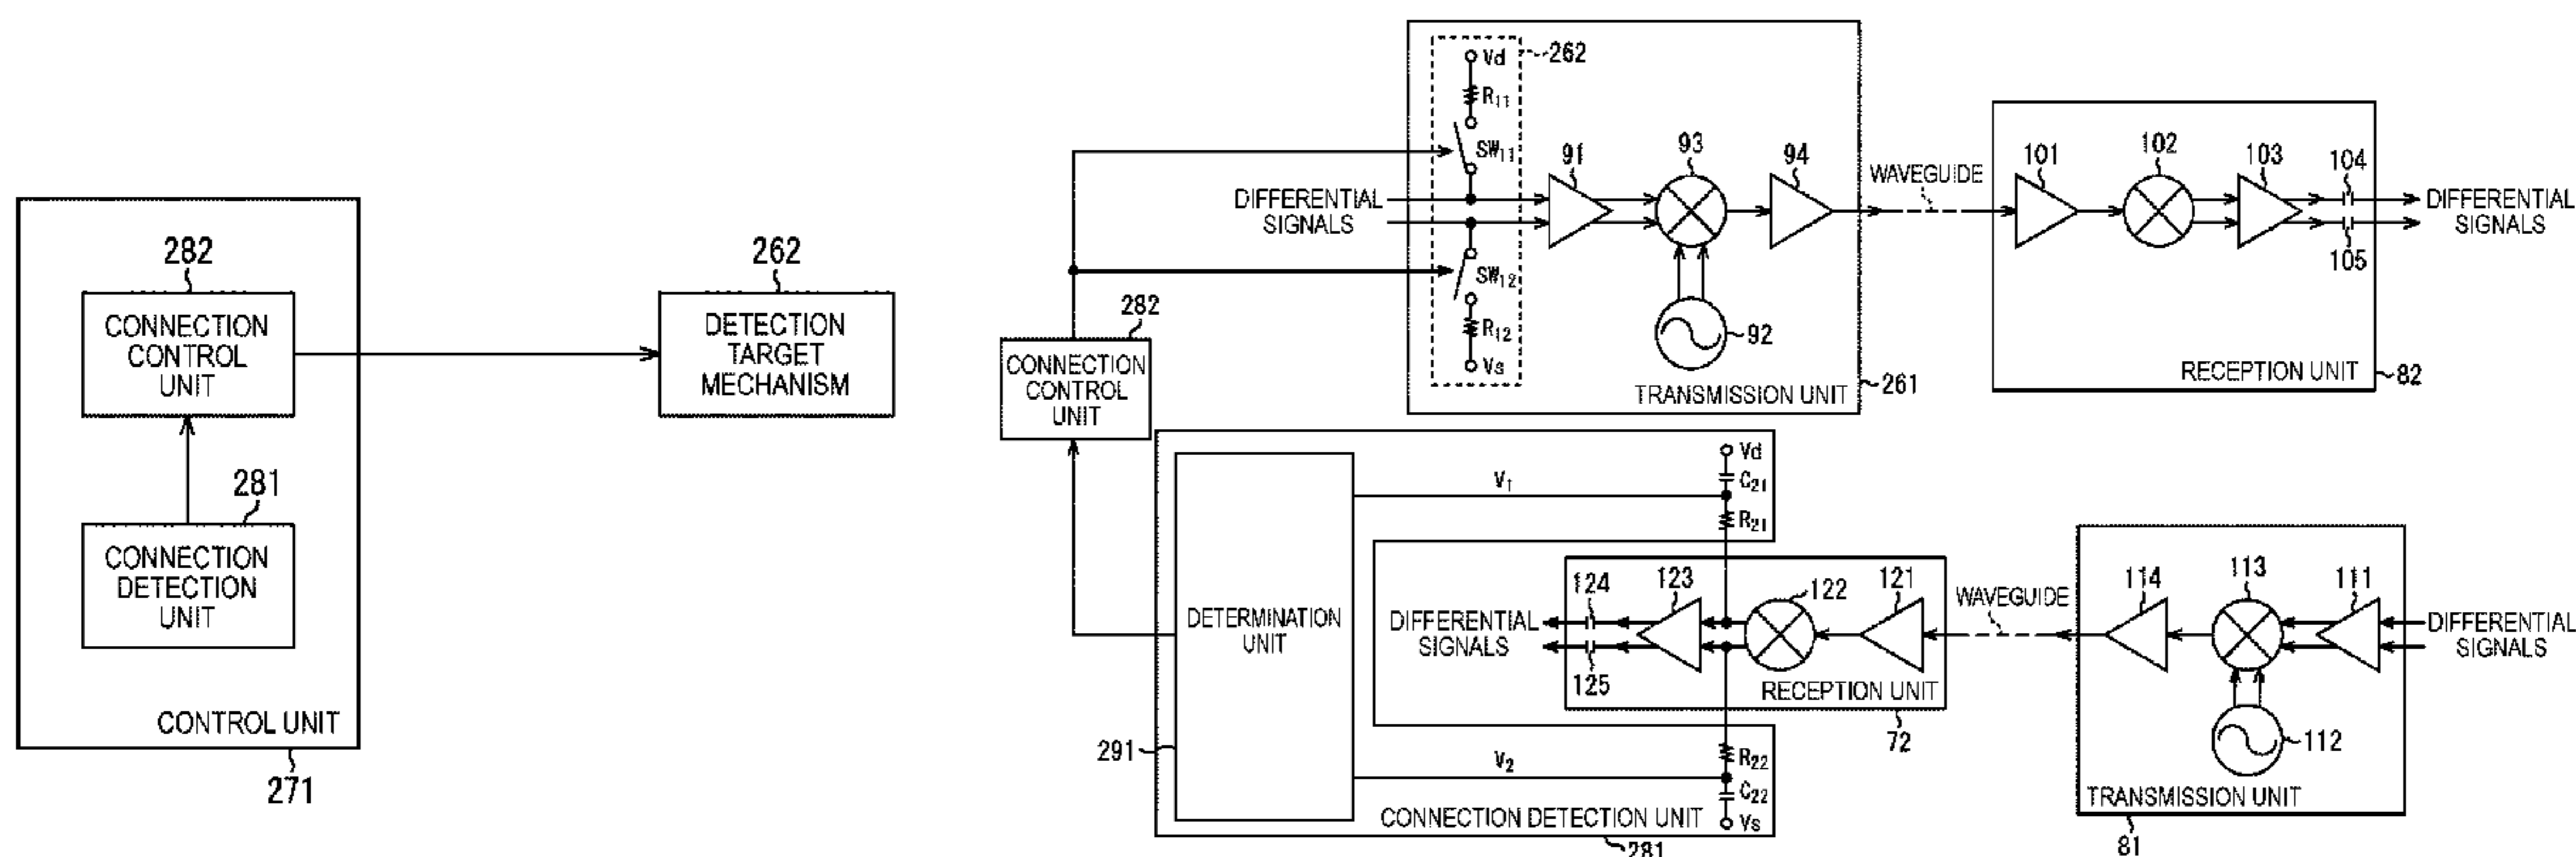 282
CONNECTION
CONTROL
UNIT
262
DETECTION
TARGET
MECHANISM
281
CONNECTION
DETECTION
UNIT
CONTROL UNIT
271
Vd
262
R11
SW11
DIFFERENTIAL
SIGNALS
SW12
R12
Vs
91
93
94
92
TRANSMISSION UNIT
261
WAVEGUIDE
101
102
103
104
105
DIFFERENTIAL
SIGNALS
RECEPTION UNIT
82
282
CONNECTION
CONTROL
UNIT
DETERMINATION
UNIT
291
V1
Vd
C21
R21
DIFFERENTIAL
SIGNALS
124
125
123
122
121
RECEPTION UNIT
72
V2
R22
C22
Vs
CONNECTION DETECTION UNIT
281
WAVEGUIDE
114
113
111
DIFFERENTIAL
SIGNALS
112
TRANSMISSION UNIT
81